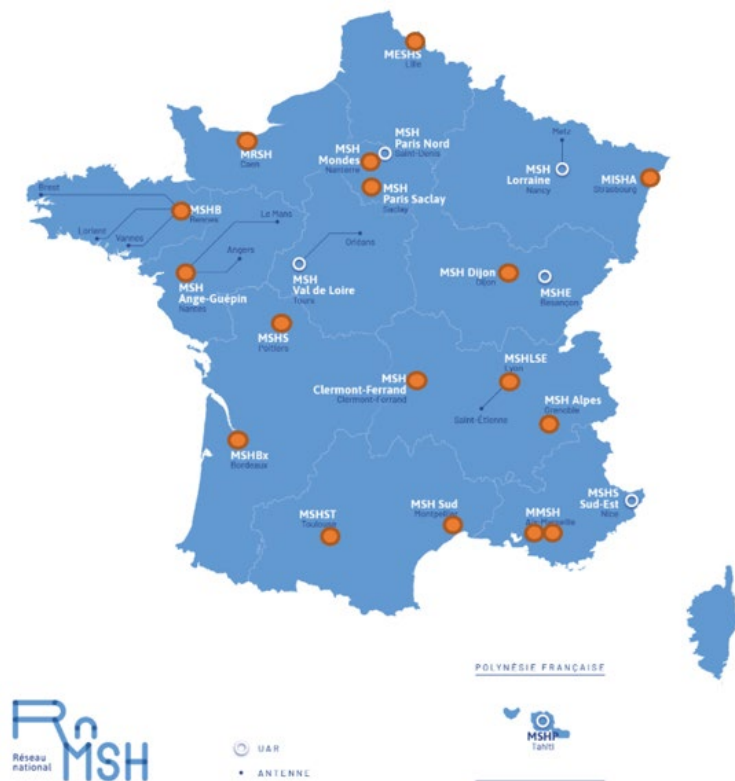 MESHS
Lille
MRSH
Caen
MSH
Mondes
Nanterre
MSH
Paris Nord
Saint-Denis
MSH
Paris Saclay
Saclay
Metz
MSH
Lorraine
Nancy
MISHA
Strasbourg
Brest
MSHB
Rennes
Lorient
Vannes
Le Mans
Angers
MSH
Ange-Guépin
Nantes
Orléans
MSH
Val de Loire
Tours
MSH Dijon
Dijon
MSHE
Besançon
MSHS
Poitiers
MSH
Clermont-Ferrand
Clermont-Ferrand
MSHLSE
Lyon
Saint-Étienne
MSH Alpes
Grenoble
MSHBx
Bordeaux
MSHST
Toulouse
MSH Sud
Montpellier
MMSH
Aix-Marseille
MSHS
Sud-Est
Nice
POLYNÉSIE FRANÇAISE
MSHP
Tahiti
Rn
MSH
Réseau
national
UAR
ANTENNE